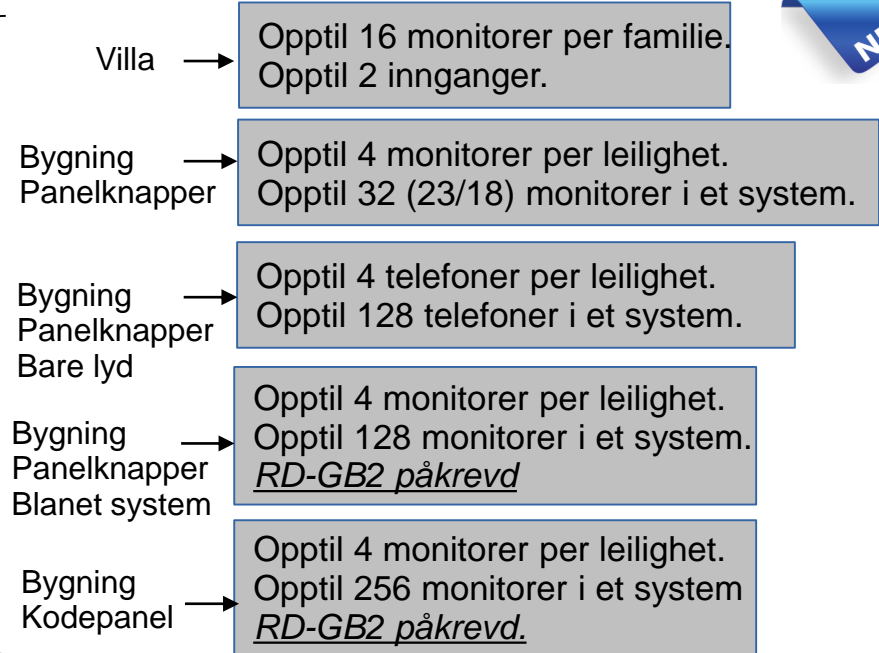 Villa
Opptil 16 monitorer per familie.
Opptil 2 innganger.
Bygning
Panelknapper
Opptil 4 monitorer per leilighet.
Opptil 32 (23/18) monitorer i et system.
Bygning
Panelknapper
Bare lyd
Opptil 4 telefoner per leilighet.
Opptil 128 telefoner i et system.
Bygning
Panelknapper
Blanet system
Opptil 4 monitorer per leilighet.
Opptil 128 monitorer i et system.
RD-GB2 påkrevd
Bygning
Kodepanel
Opptil 4 monitorer per leilighet.
Opptil 256 monitorer i et system
RD-GB2 påkrevd.